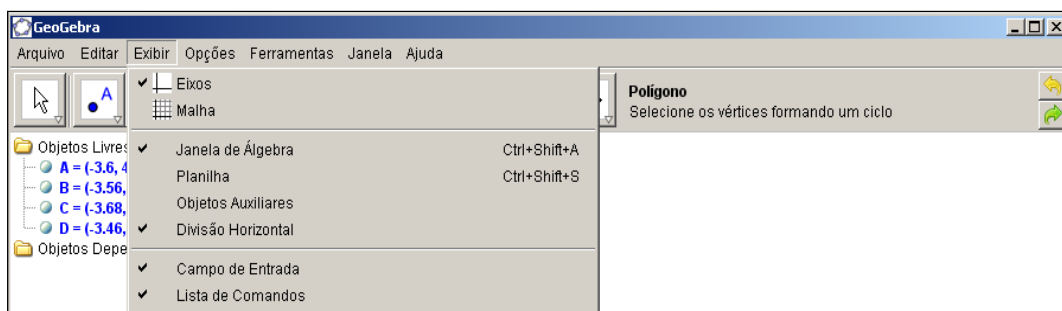 GeoGebra
Arquivo Editar Exibir Opções Ferramentas Janela Ajuda
A
Eixos
Malha
Polígono
Selecione os vértices formando um ciclo
Janela de Álgebra Ctrl+Shift+A
Planilha Ctrl+Shift+S
Objetos Auxiliares
Divisão Horizontal
Campo de Entrada
Lista de Comandos
Objetos Livres
A = (-3.6, 4
B = (-3.56,
C = (-3.68,
D = (-3.46,
Objetos Depe